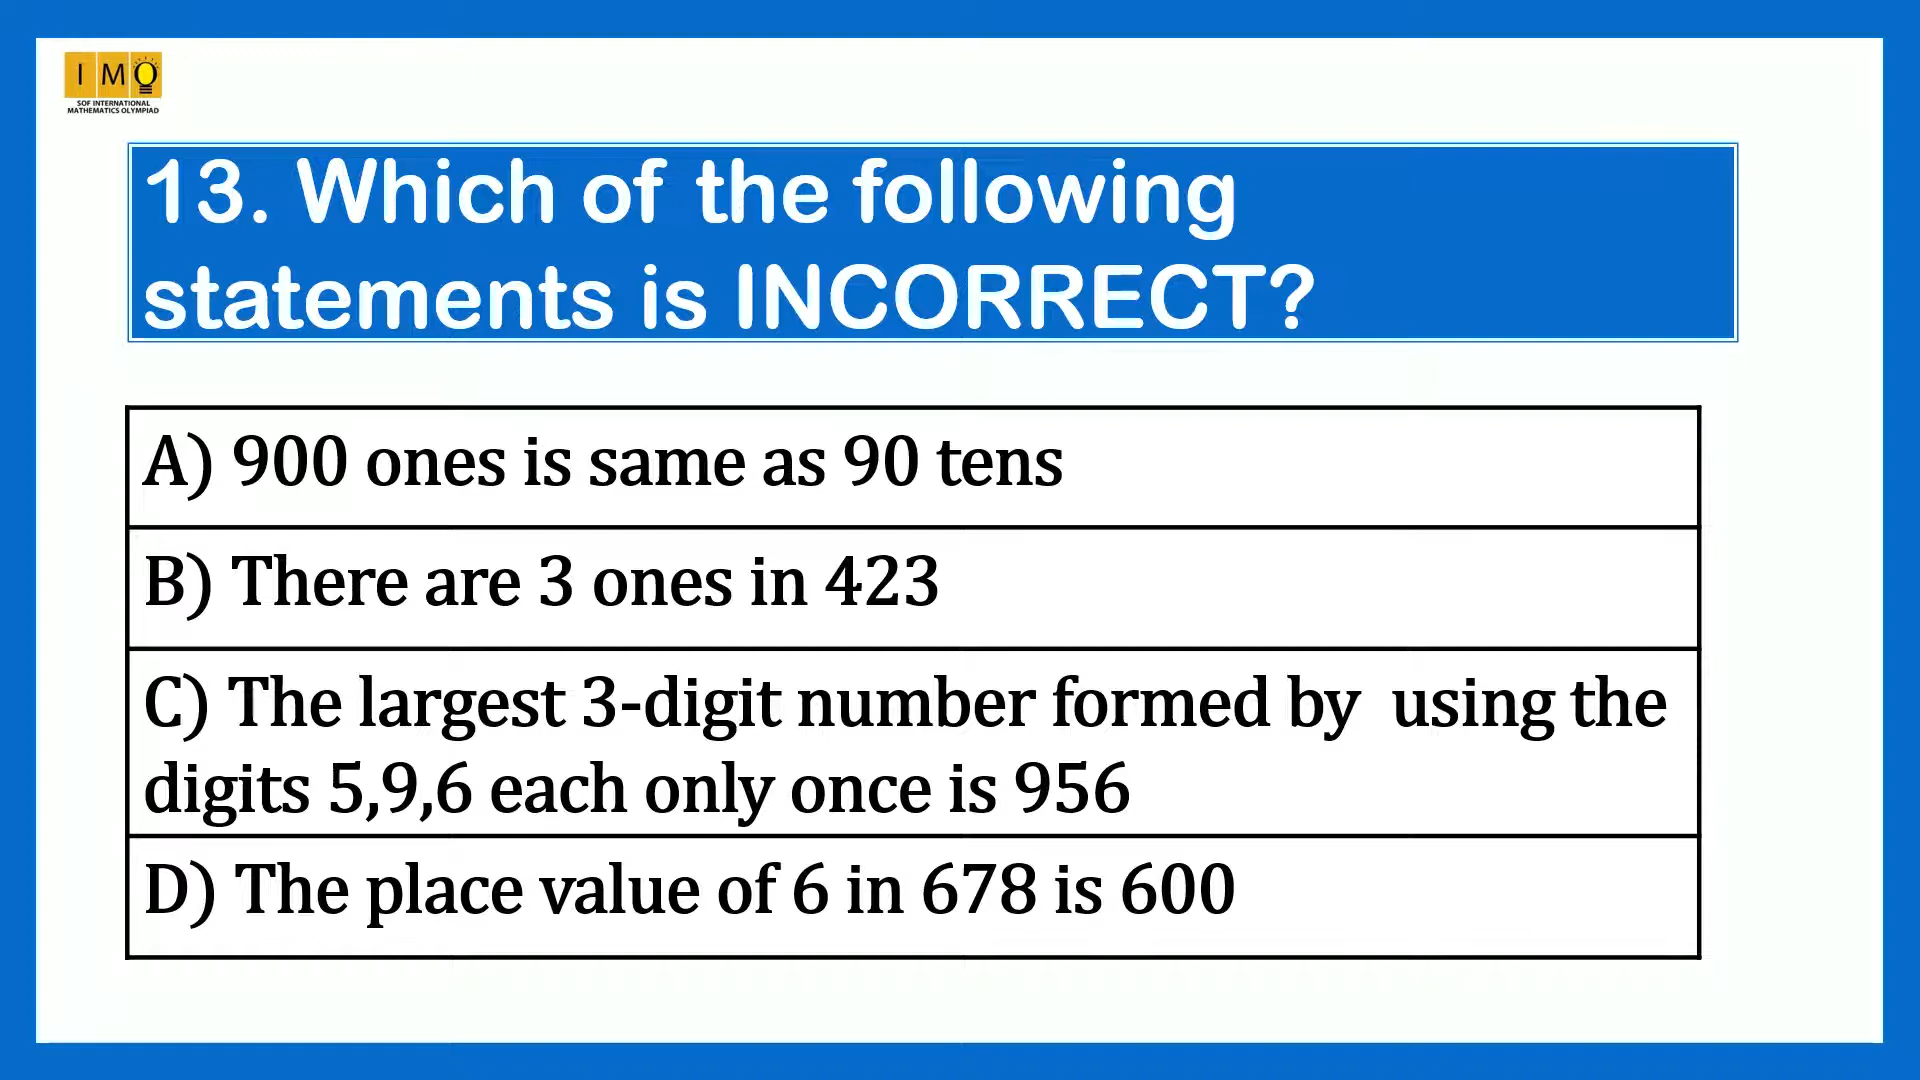 I M O
SOF INTERNATIONAL
MATHEMATICS OLYMPIAD
13. Which of the following
statements is INCORRECT?
A) 900 ones is same as 90 tens
B) There are 3 ones in 423
C) The largest 3-digit number formed by using the
digits 5,9,6 each only once is 956
D) The place value of 6 in 678 is 600